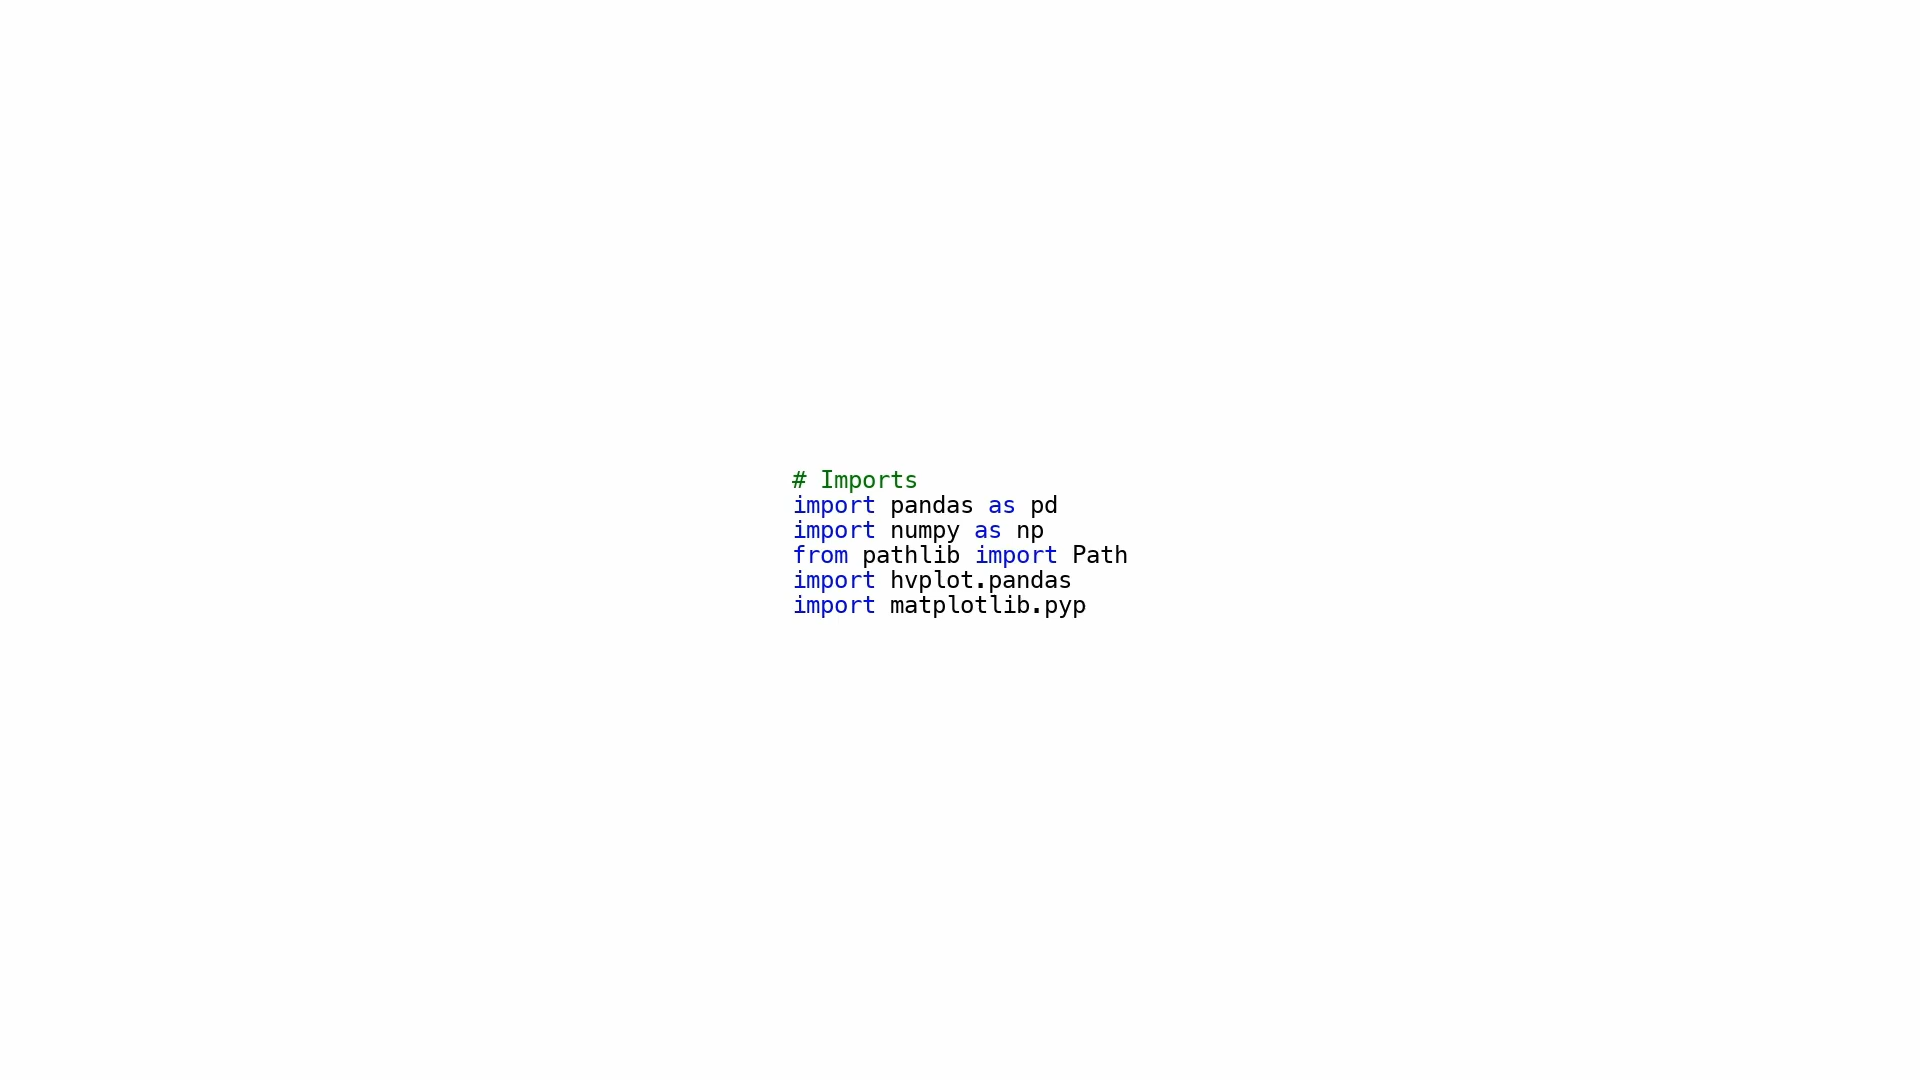 # Imports
import pandas as pd
import numpy as np
from pathlib import Path
import hvplot.pandas
import matplotlib.pyp